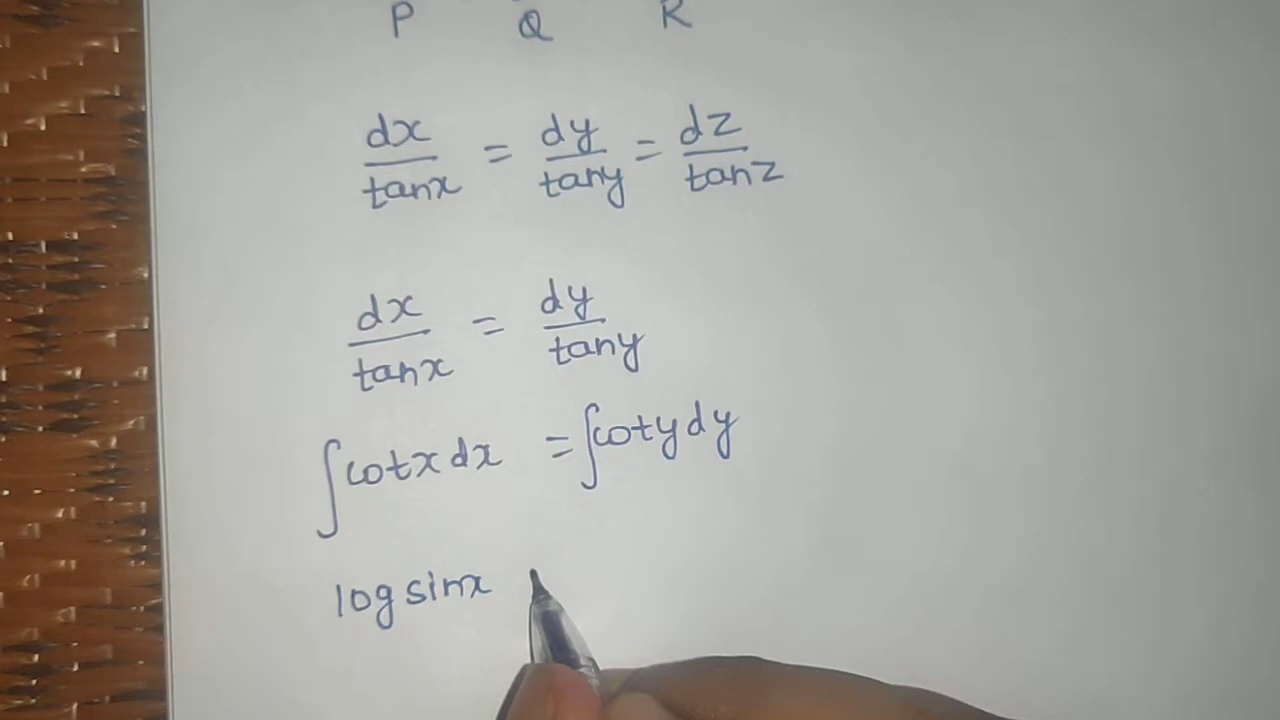 P Q R
dx/tanx = dy/tany = dz/tanz
dx/tanx = dy/tany
∫cotx dx = ∫coty dy
log sinx